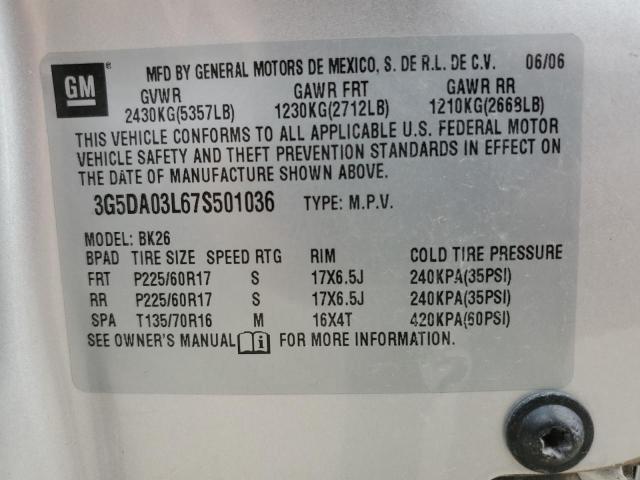 GM ®
MFD BY GENERAL MOTORS DE MEXICO, S. DE R.L. DE C.V. 06/06
GVWR GAWR FRT GAWR RR
2430KG(5357LB) 1230KG(2712LB) 1210KG(2668LB)
THIS VEHICLE CONFORMS TO ALL APPLICABLE U.S. FEDERAL MOTOR
VEHICLE SAFETY AND THEFT PREVENTION STANDARDS IN EFFECT ON
THE DATE OF MANUFACTURE SHOWN ABOVE.
3G5DA03L67S501036 TYPE: M.P.V.
MODEL: BK26
BPAD TIRE SIZE SPEED RTG RIM COLD TIRE PRESSURE
FRT P225/60R17 S 17X6.5J 240KPA(35PSI)
RR P225/60R17 S 17X6.5J 240KPA(35PSI)
SPA T135/70R16 M 16X4T 420KPA(60PSI)
SEE OWNER'S MANUAL i FOR MORE INFORMATION.